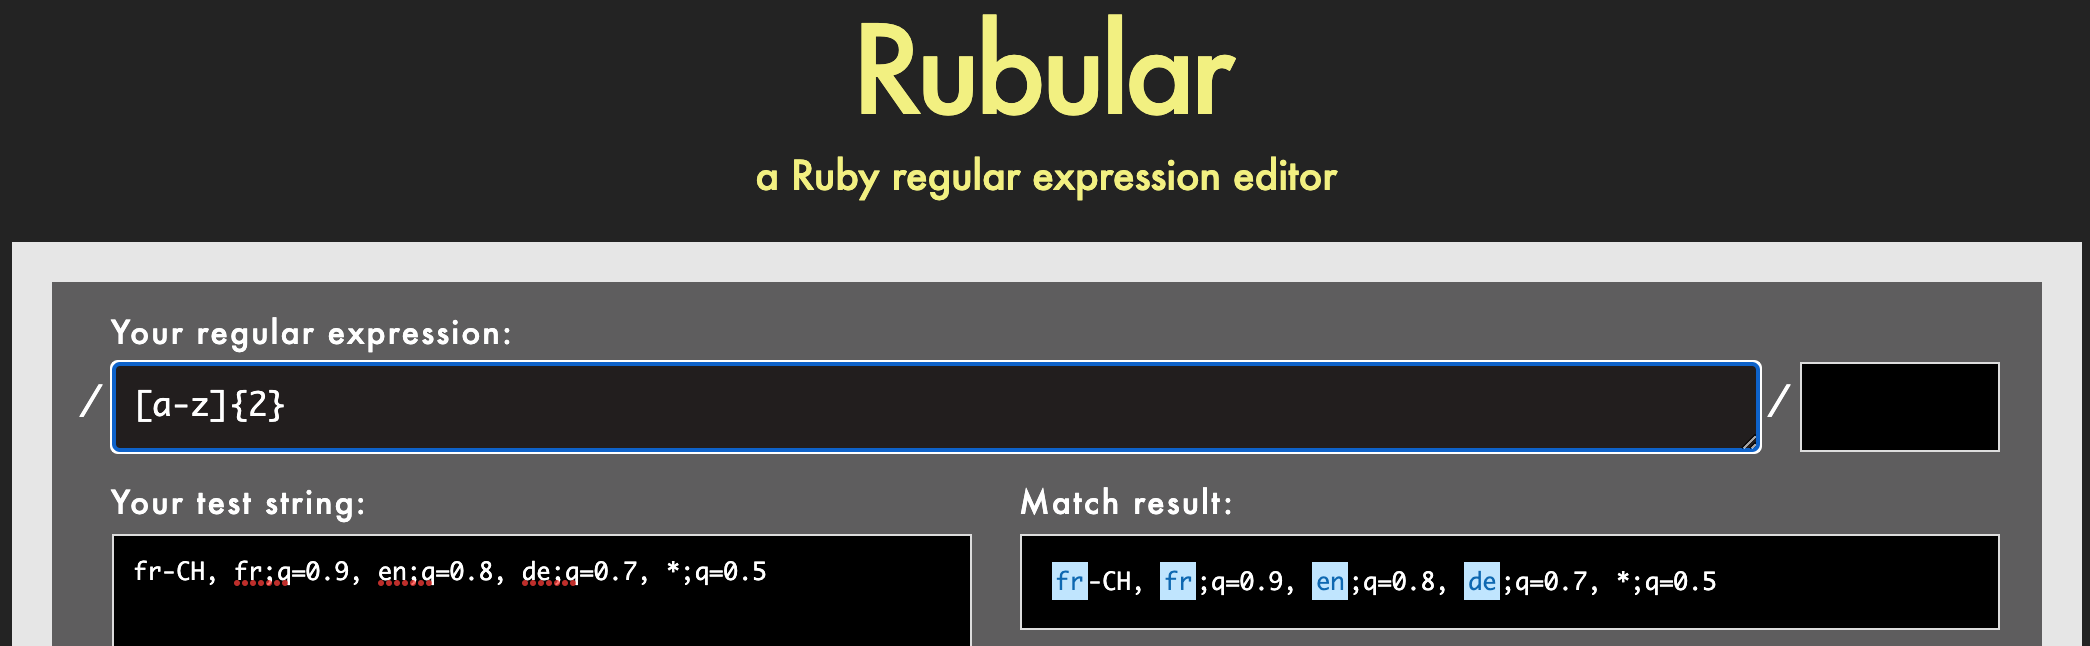 Rubular
a Ruby regular expression editor
Your regular expression:
/ [a-z]{2} /
Your test string:
fr-CH, fr;q=0.9, en;q=0.8, de;q=0.7, *;q=0.5
Match result:
fr-CH, fr;q=0.9, en;q=0.8, de;q=0.7, *;q=0.5